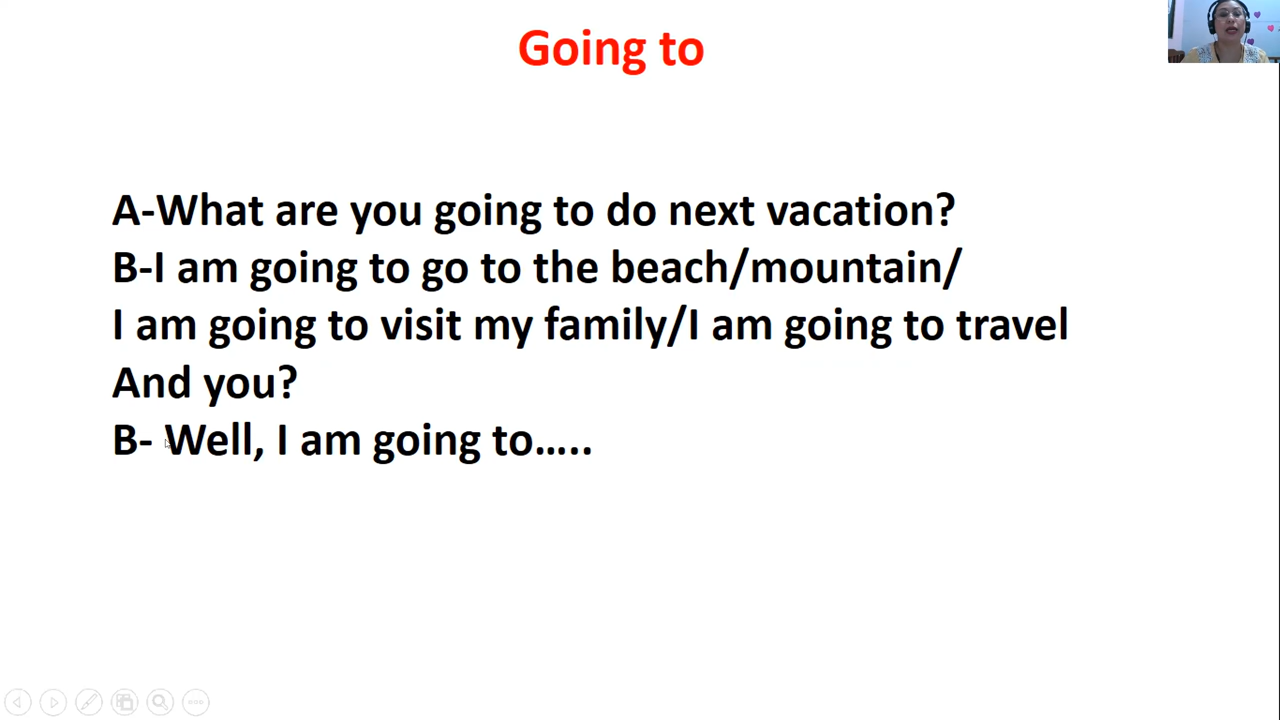 Going to
A-What are you going to do next vacation?
B-I am going to go to the beach/mountain/
I am going to visit my family/I am going to travel
And you?
B- Well, I am going to…..